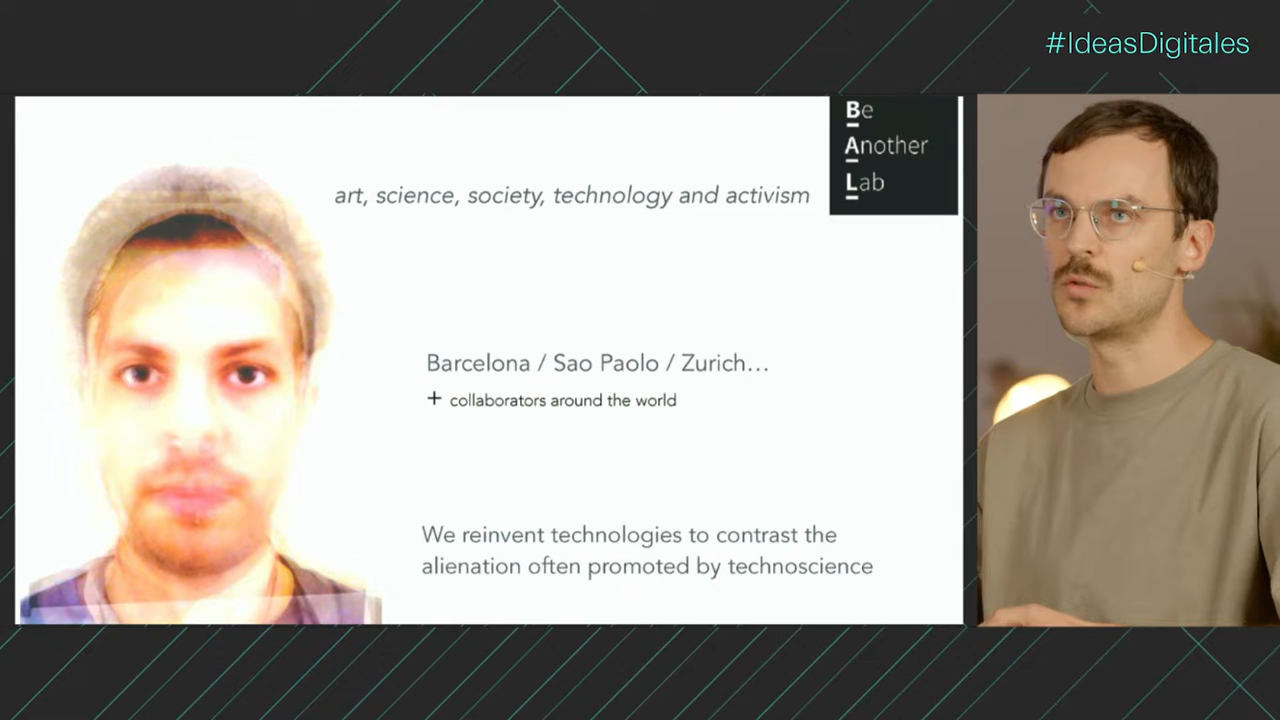 #IdeasDigitales
Be
Another
Lab
art, science, society, technology and activism
Barcelona / Sao Paolo / Zurich...
+ collaborators around the world
We reinvent technologies to contrast the
alienation often promoted by technoscience